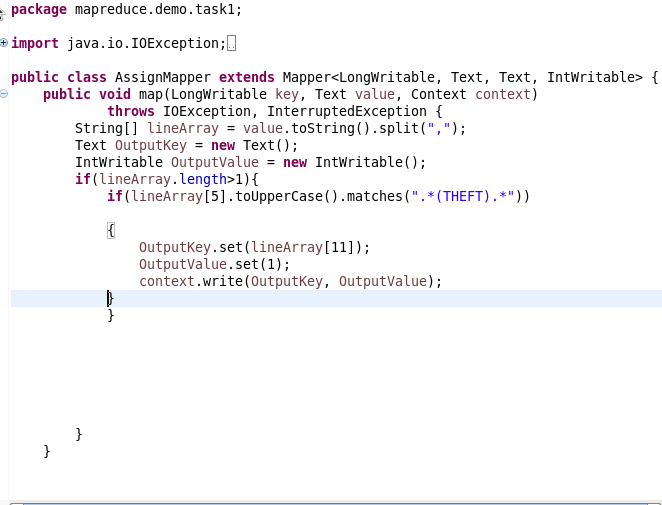 package mapreduce.demo.task1;
import java.io.IOException;
public class AssignMapper extends Mapper<LongWritable, Text, Text, IntWritable> {
public void map(LongWritable key, Text value, Context context)
throws IOException, InterruptedException {
String[] lineArray = value.toString().split(",");
Text OutputKey = new Text();
IntWritable OutputValue = new IntWritable();
if(lineArray.length>1){
if(lineArray[5].toUpperCase().matches(".*(THEFT).*"))
{
OutputKey.set(lineArray[11]);
OutputValue.set(1);
context.write(OutputKey, OutputValue);
}
}
}
}